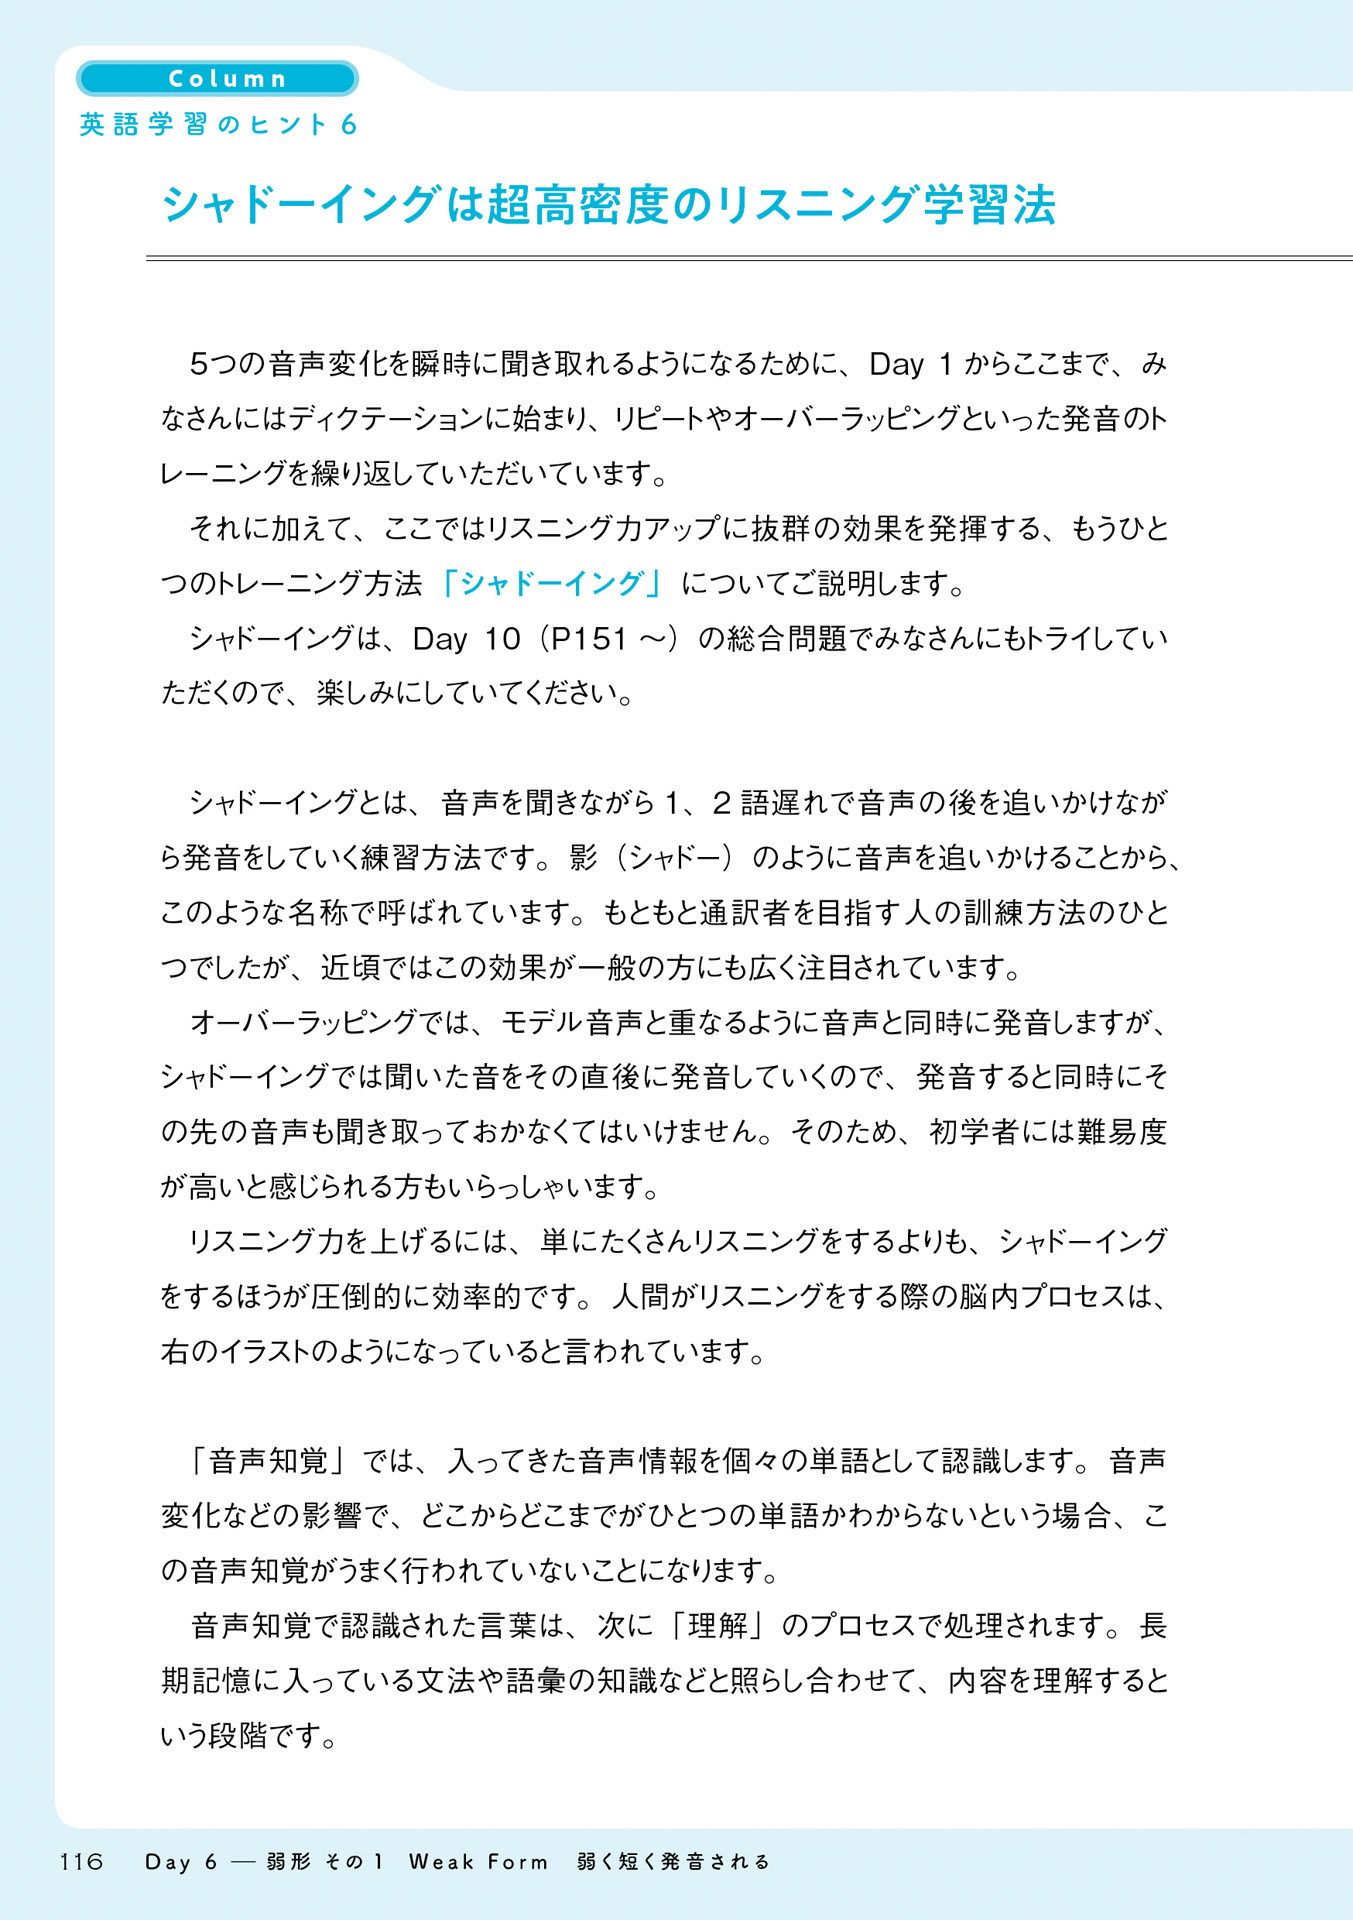 Column
英語学習のヒント 6
シャドーイングは超高密度のリスニング学習法
5つの音声変化を瞬時に聞き取れるようになるために、Day 1 からここまで、み
なさんにはディクテーションに始まり、リピートやオーバーラッピングといった発音のト
レーニングを繰り返していただいています。
それに加えて、ここではリスニング力アップに抜群の効果を発揮する、もうひと
つのトレーニング方法「シャドーイング」についてご説明します。
シャドーイングは、Day 10（P151 〜）の総合問題でみなさんにもトライしてい
ただくので、楽しみにしていてください。
シャドーイングとは、音声を聞きながら 1、2 語遅れで音声の後を追いかけなが
ら発音をしていく練習方法です。影（シャドー）のように音声を追いかけることから、
このような名称で呼ばれています。もともと通訳者を目指す人の訓練方法のひと
つでしたが、近頃ではこの効果が一般の方にも広く注目されています。
オーバーラッピングでは、モデル音声と重なるように音声と同時に発音しますが、
シャドーイングでは聞いた音をその直後に発音していくので、発音すると同時にそ
の先の音声も聞き取っておかなくてはいけません。そのため、初学者には難易度
が高いと感じられる方もいらっしゃいます。
リスニング力を上げるには、単にたくさんリスニングをするよりも、シャドーイング
をするほうが圧倒的に効率的です。人間がリスニングをする際の脳内プロセスは、
右のイラストのようになっていると言われています。
「音声知覚」では、入ってきた音声情報を個々の単語として認識します。音声
変化などの影響で、どこからどこまでがひとつの単語かわからないという場合、こ
の音声知覚がうまく行われていないことになります。
音声知覚で認識された言葉は、次に「理解」のプロセスで処理されます。長
期記憶に入っている文法や語彙の知識などと照らし合わせて、内容を理解すると
いう段階です。
116 Day 6 ― 弱形 その 1 Weak Form 弱く短く発音される